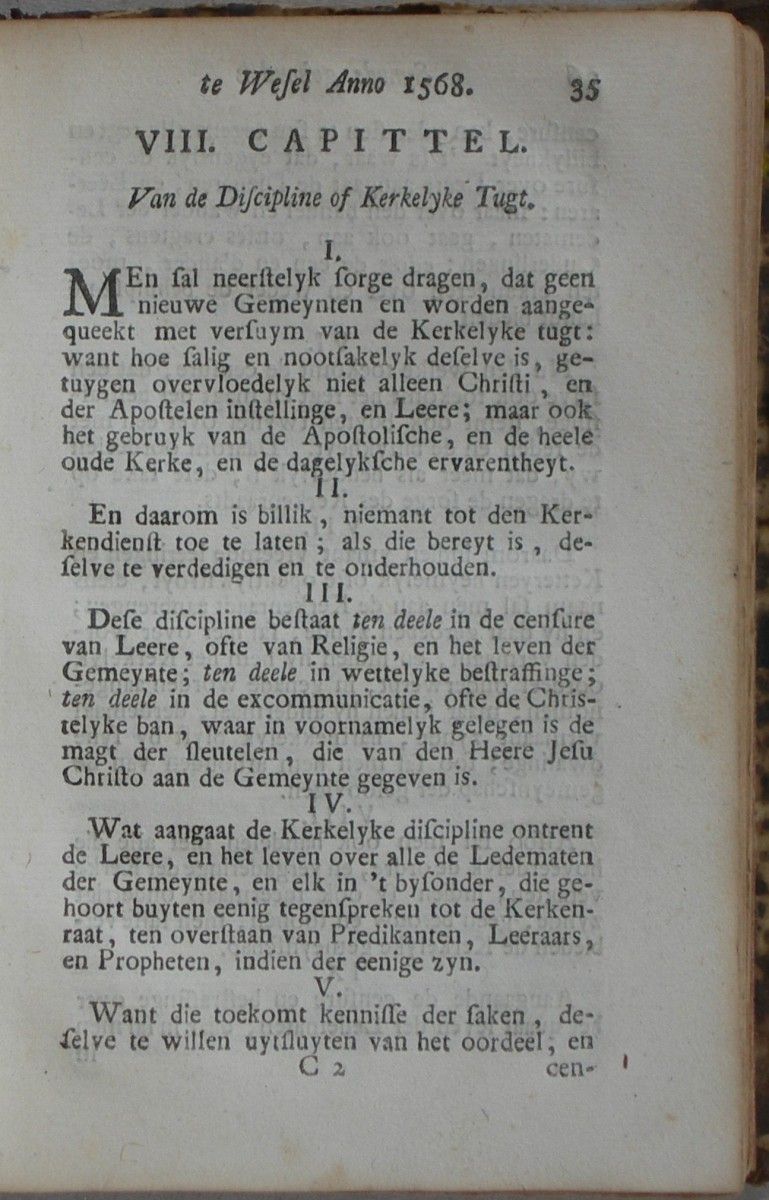 te Weſel Anno 1568. 35
VIII. CAPITTEL.
Van de Diſcipline of Kerkelyke Tugt.
I.
MEn ſal neerſtelyk ſorge dragen, dat geen
nieuwe Gemeynten en worden aange-
queekt met verſuym van de Kerkelyke tugt:
want hoe ſalig en nootſakelyk deſelve is, ge-
tuygen overvloedelyk niet alleen Chriſti, en
der Apoſtelen inſtellinge, en Leere; maar ook
het gebruyk van de Apoſtoliſche, en de heele
oude Kerke, en de dagelykſche ervarentheyt.
II.
En daarom is billik, niemant tot den Ker-
kendienſt toe te laten; als die bereyt is, de-
ſelve te verdedigen en te onderhouden.
III.
Deſe diſcipline beſtaat ten deele in de cenſure
van Leere, ofte van Religie, en het leven der
Gemeynte; ten deele in wettelyke beſtraffinge;
ten deele in de excommunicatie, ofte de Chris-
telyke ban, waar in voornamelyk gelegen is de
magt der ſleutelen, die van den Heere Jeſu
Chriſto aan de Gemeynte gegeven is.
IV.
Wat aangaat de Kerkelyke diſcipline ontrent
de Leere, en het leven over alle de Ledematen
der Gemeynte, en elk in 't byſonder, die ge-
hoort buyten eenig tegenſpreken tot de Kerken-
raat, ten overſtaan van Predikanten, Leeraars,
en Propheten, indien der eenige zyn.
V.
Want die toekomt kenniſſe der ſaken, de-
ſelve te willen uytſluyten van het oordeel, en
C 2 cen-